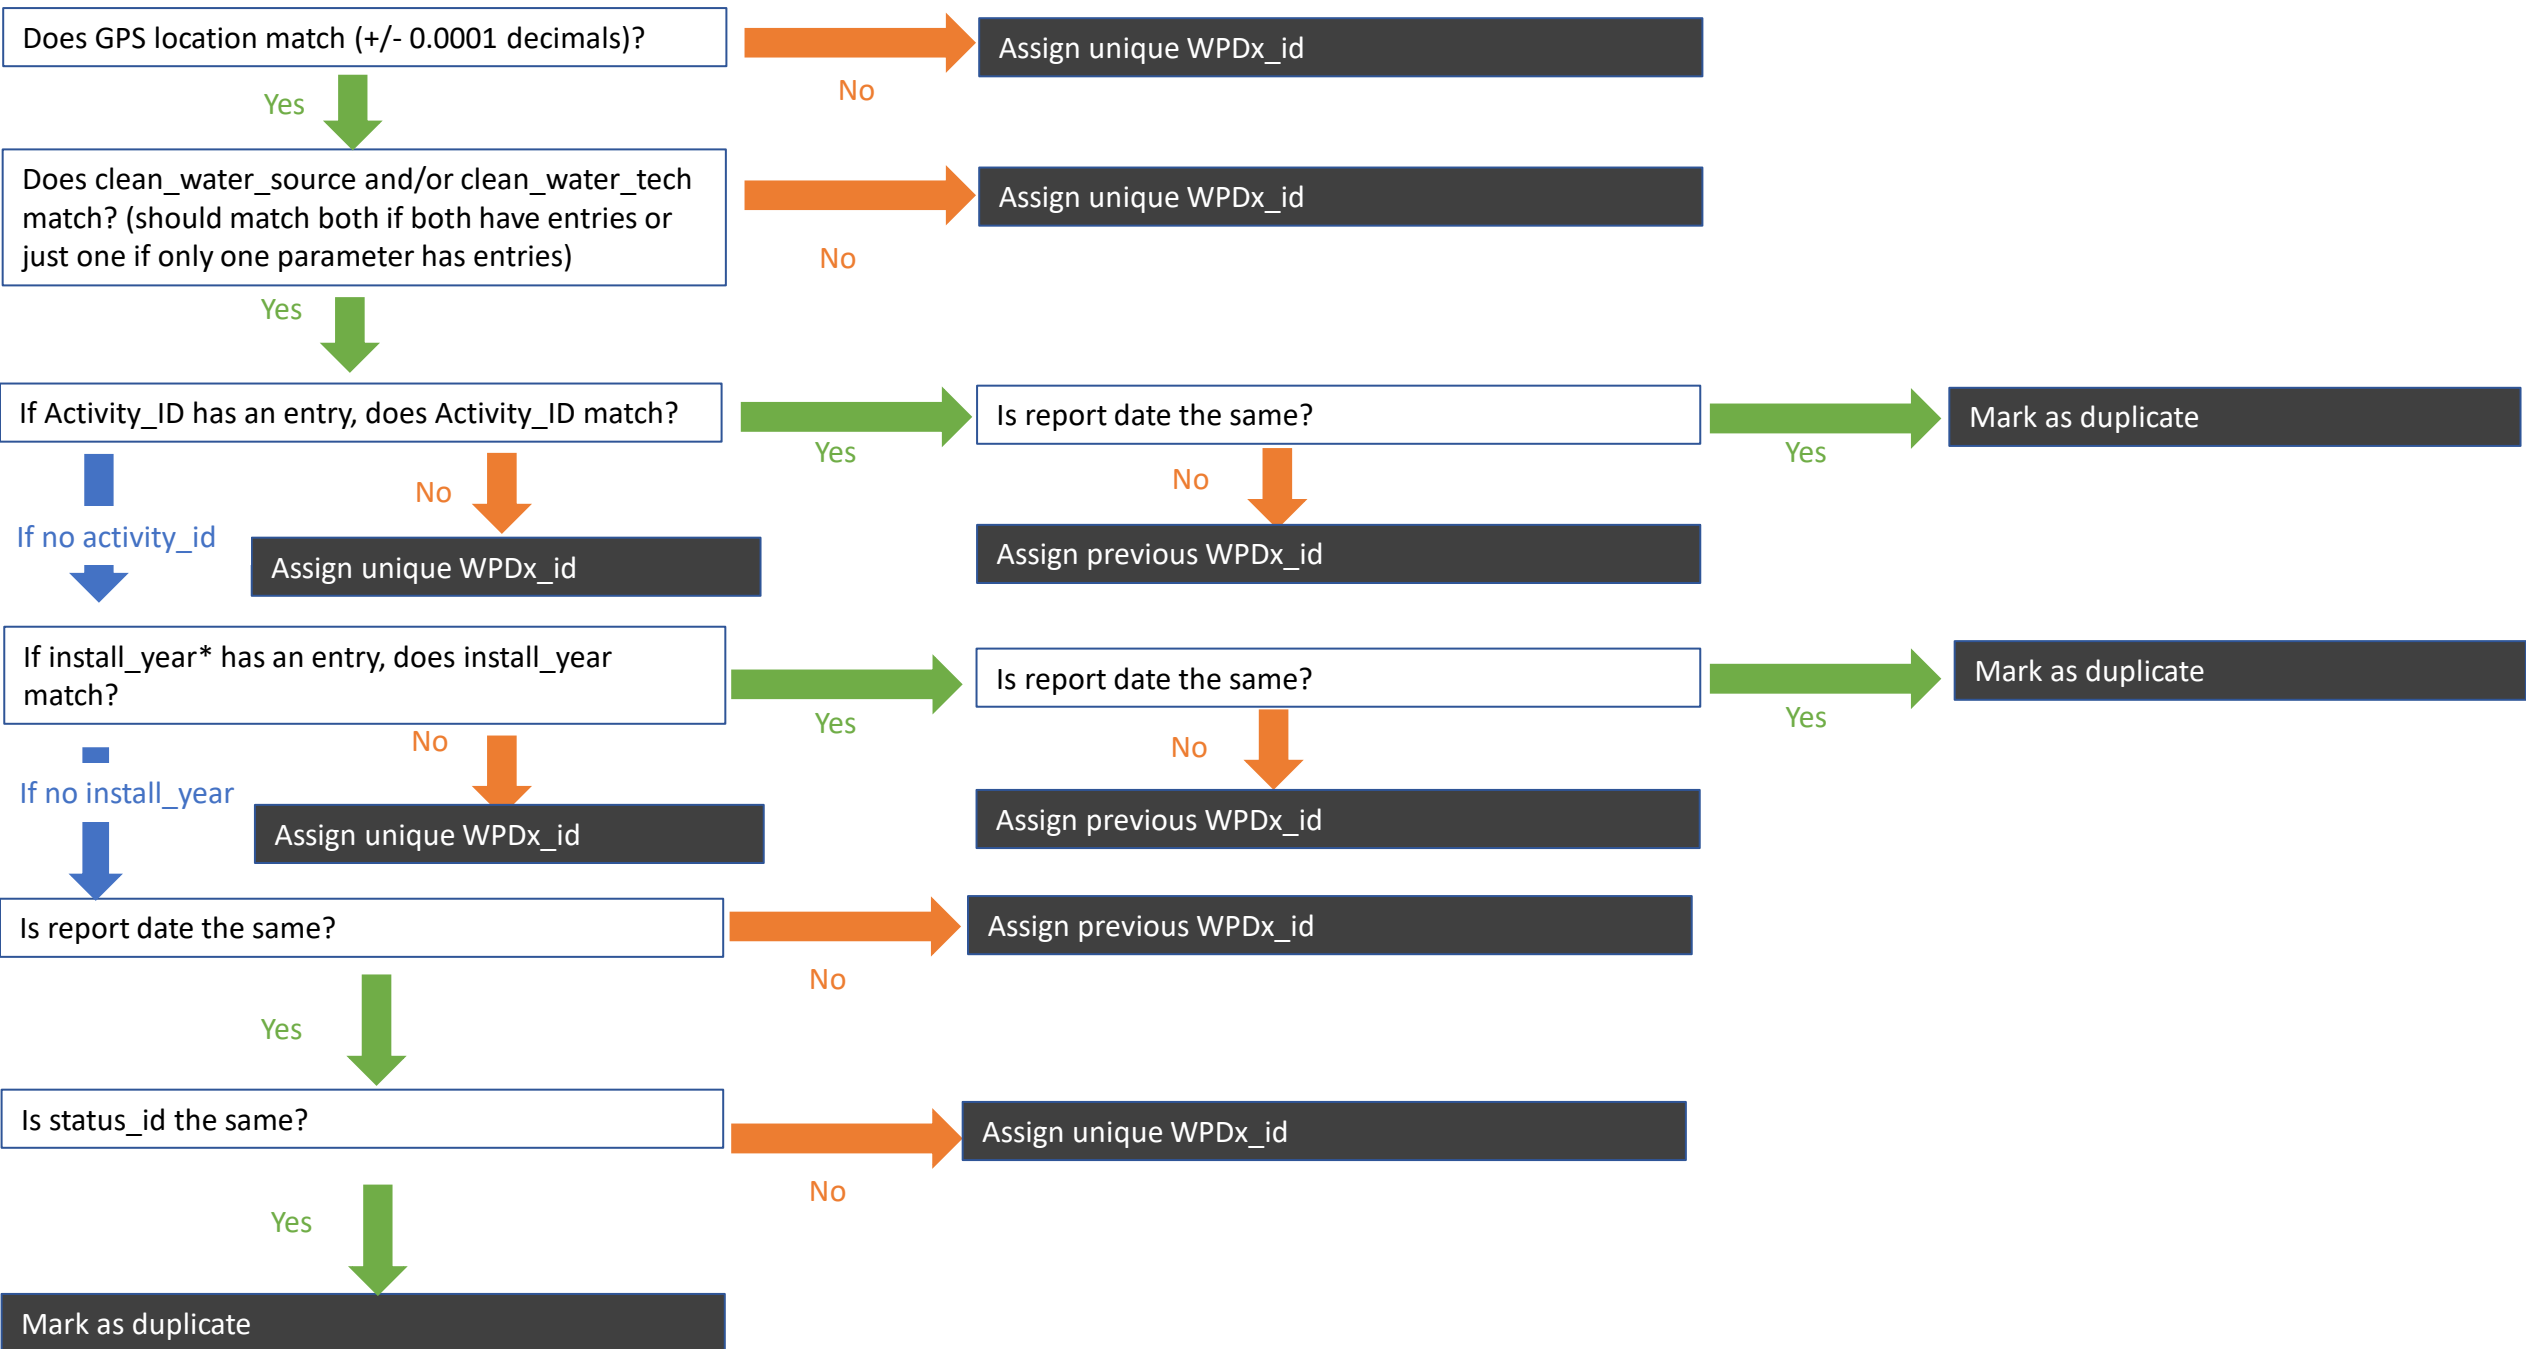 Does GPS location match (+/- 0.0001 decimals)?
Assign unique WPDx_id
No
Yes
Does clean_water_source and/or clean_water_tech
match? (should match both if both have entries or
just one if only one parameter has entries)
Assign unique WPDx_id
No
Yes
If Activity_ID has an entry, does Activity_ID match?
Yes
Is report date the same?
Yes
Mark as duplicate
No
No
If no activity_id
Assign unique WPDx_id
Assign previous WPDx_id
If install_year* has an entry, does install_year
match?
Yes
Is report date the same?
Yes
Mark as duplicate
No
No
If no install_year
Assign unique WPDx_id
Assign previous WPDx_id
Is report date the same?
No
Assign previous WPDx_id
Yes
Is status_id the same?
No
Assign unique WPDx_id
Yes
Mark as duplicate